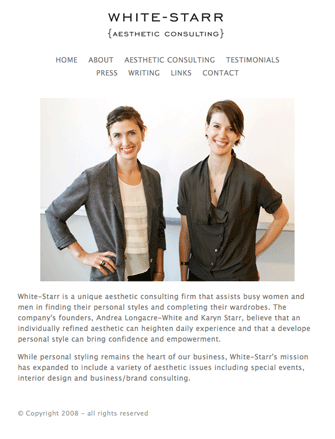 WHITE-STARR
{AESTHETIC CONSULTING}
HOME ABOUT AESTHETIC CONSULTING TESTIMONIALS
PRESS WRITING LINKS CONTACT
White-Starr is a unique aesthetic consulting firm that assists busy women and
men in finding their personal styles and completing their wardrobes. The
company's founders, Andrea Longacre-White and Karyn Starr, believe that an
individually refined aesthetic can heighten daily experience and that a develope
personal style can bring confidence and empowerment.
While personal styling remains the heart of our business, White-Starr's mission
has expanded to include a variety of aesthetic issues including special events,
interior design and business/brand consulting.
© Copyright 2008 - all rights reserved